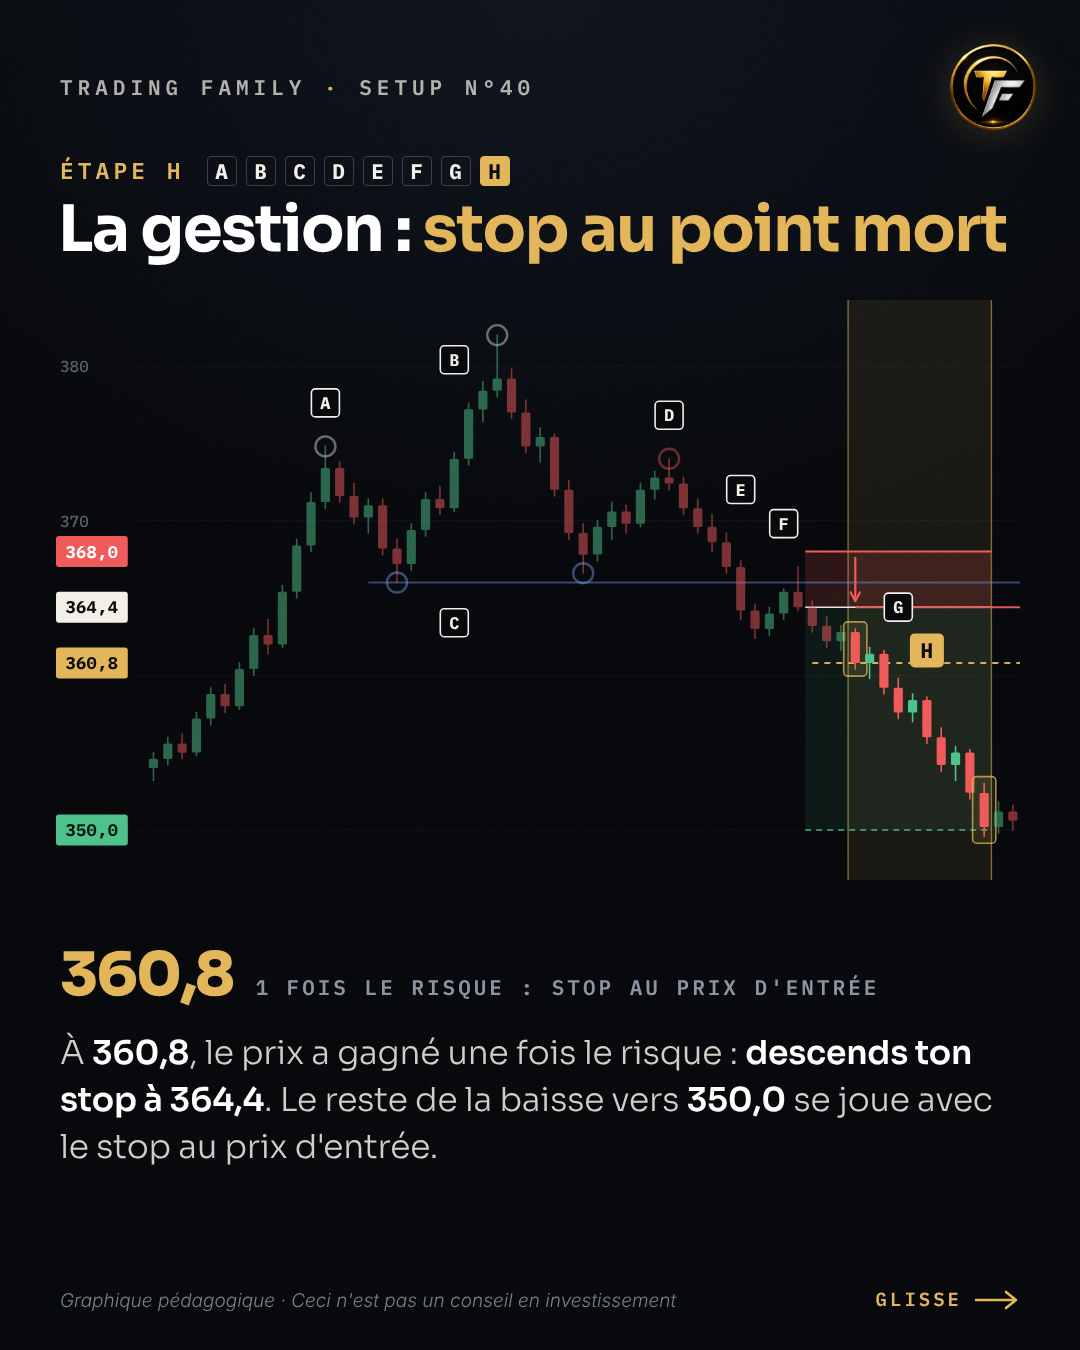 TRADING FAMILY · SETUP N°40
TF
ÉTAPE H A B C D E F G H
La gestion : stop au point mort
380
B
A
D
E
370
F
368,0
364,4
G
C
H
360,8
350,0
360,8 1 FOIS LE RISQUE : STOP AU PRIX D'ENTRÉE
À 360,8, le prix a gagné une fois le risque : descends ton
stop à 364,4. Le reste de la baisse vers 350,0 se joue avec
le stop au prix d'entrée.
Graphique pédagogique · Ceci n'est pas un conseil en investissement
GLISSE →